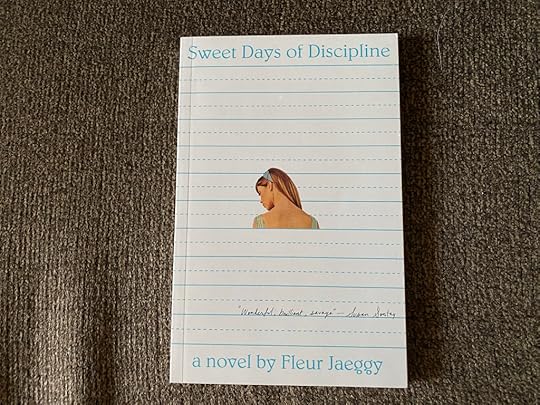 Sweet Days of Discipline
"Wonderful, brilliant, savage" — Susan Sontag
a novel by Fleur Jaeggy